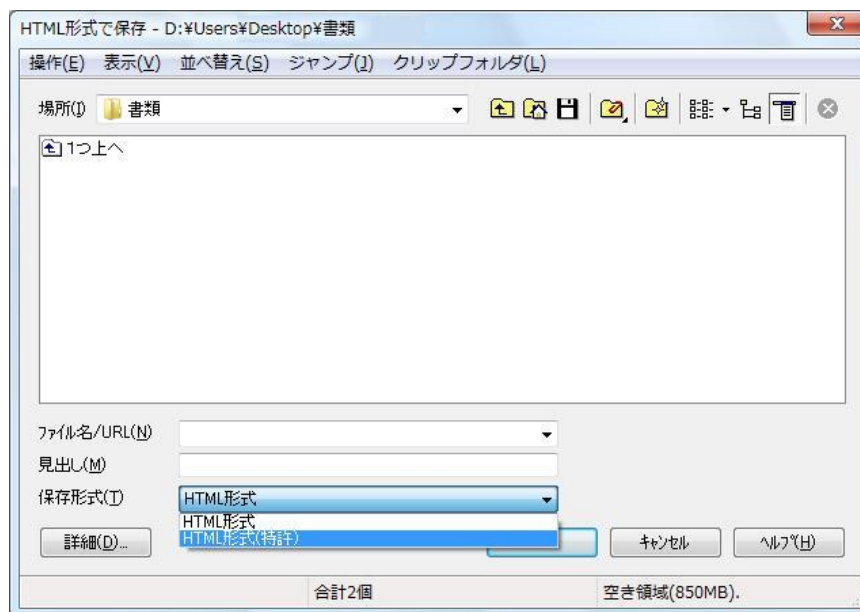 HTML形式で保存 - D:¥Users¥Desktop¥書類
操作(E) 表示(V) 並べ替え(S) ジャンプ(J) クリップフォルダ(L)
場所(I) 書類
1つ上へ
ファイル名/URL(N)
見出し(M)
保存形式(T) HTML形式
HTML形式
HTML形式(特許)
詳細(D)... キャンセル ヘルプ(H)
合計2個 空き領域(850MB).